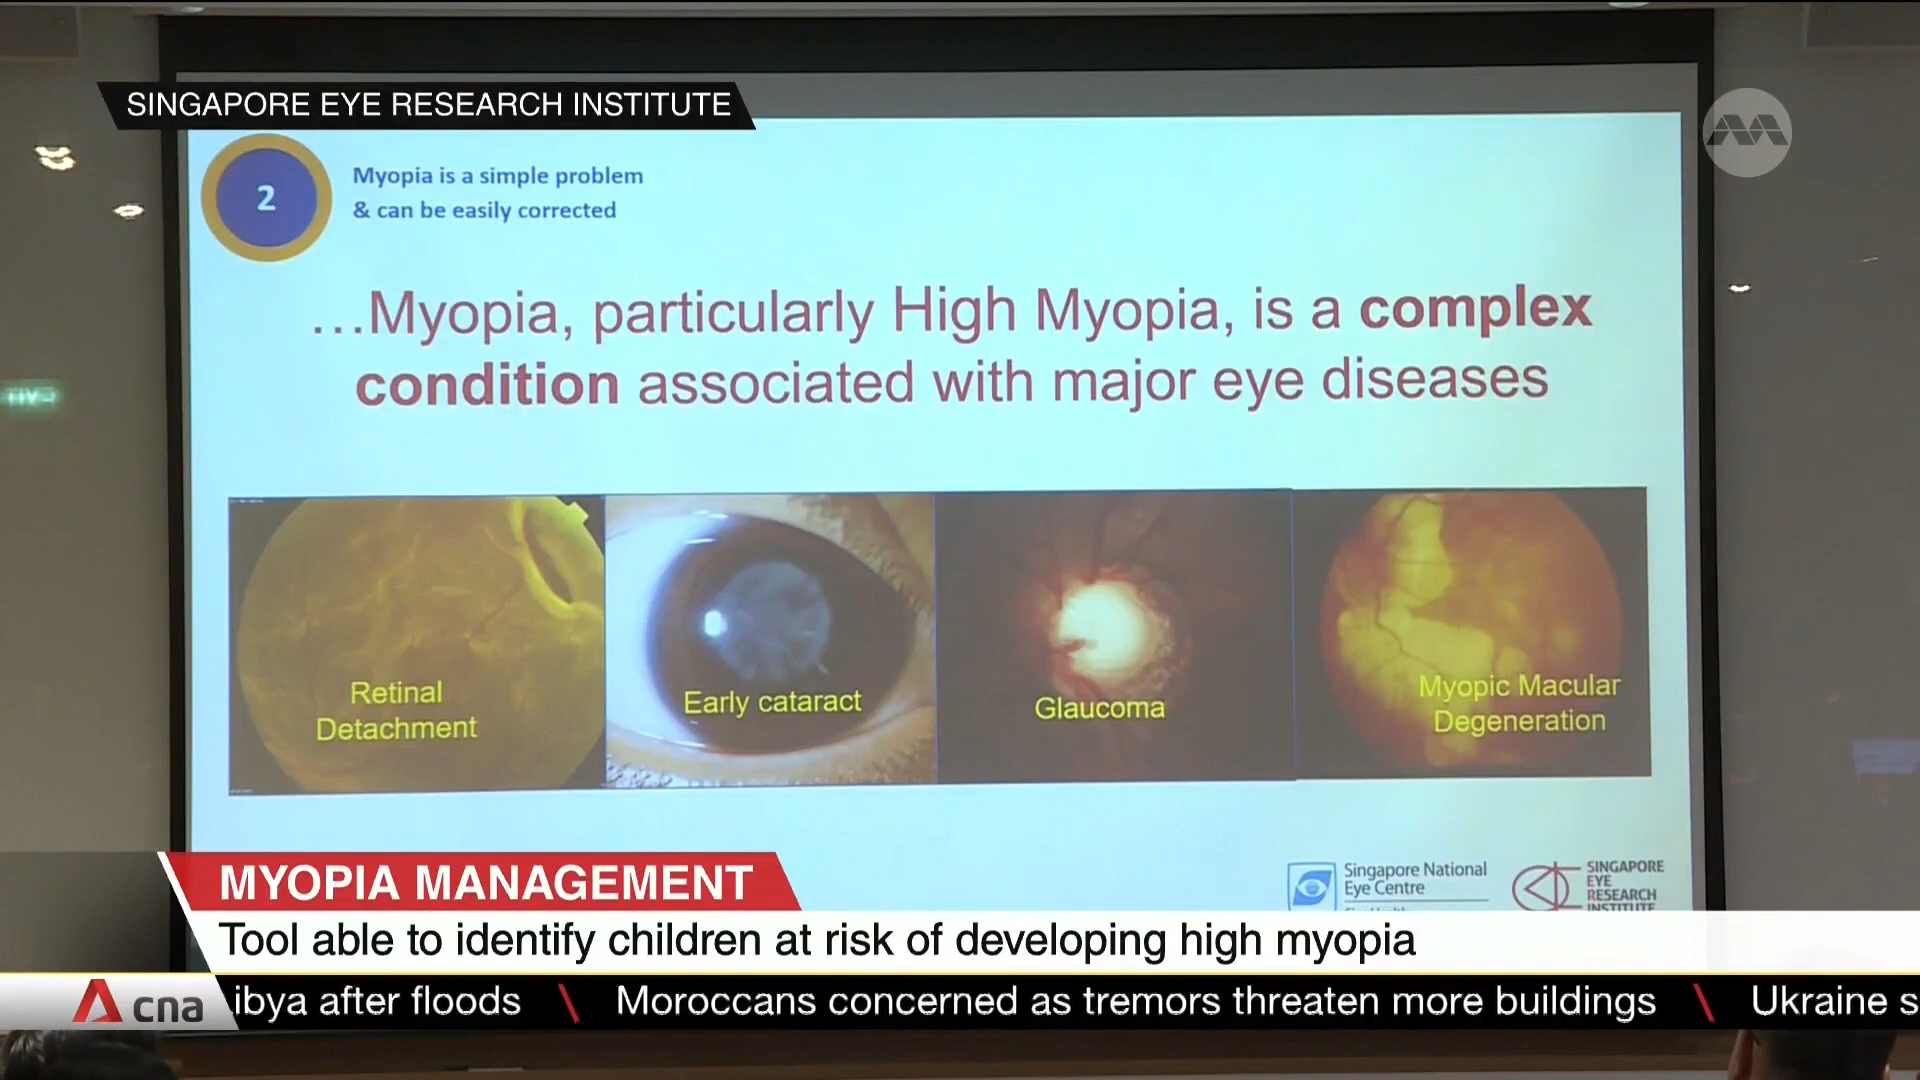 SINGAPORE EYE RESEARCH INSTITUTE
2
Myopia is a simple problem
& can be easily corrected
...Myopia, particularly High Myopia, is a complex
condition associated with major eye diseases
Retinal
Detachment
Early cataract
Glaucoma
Myopic Macular
Degeneration
Singapore National
Eye Centre
SINGAPORE
EYE
RESEARCH
INSTITUTE
MYOPIA MANAGEMENT
Tool able to identify children at risk of developing high myopia
cna
ibya after floods \ Moroccans concerned as tremors threaten more buildings \ Ukraine s